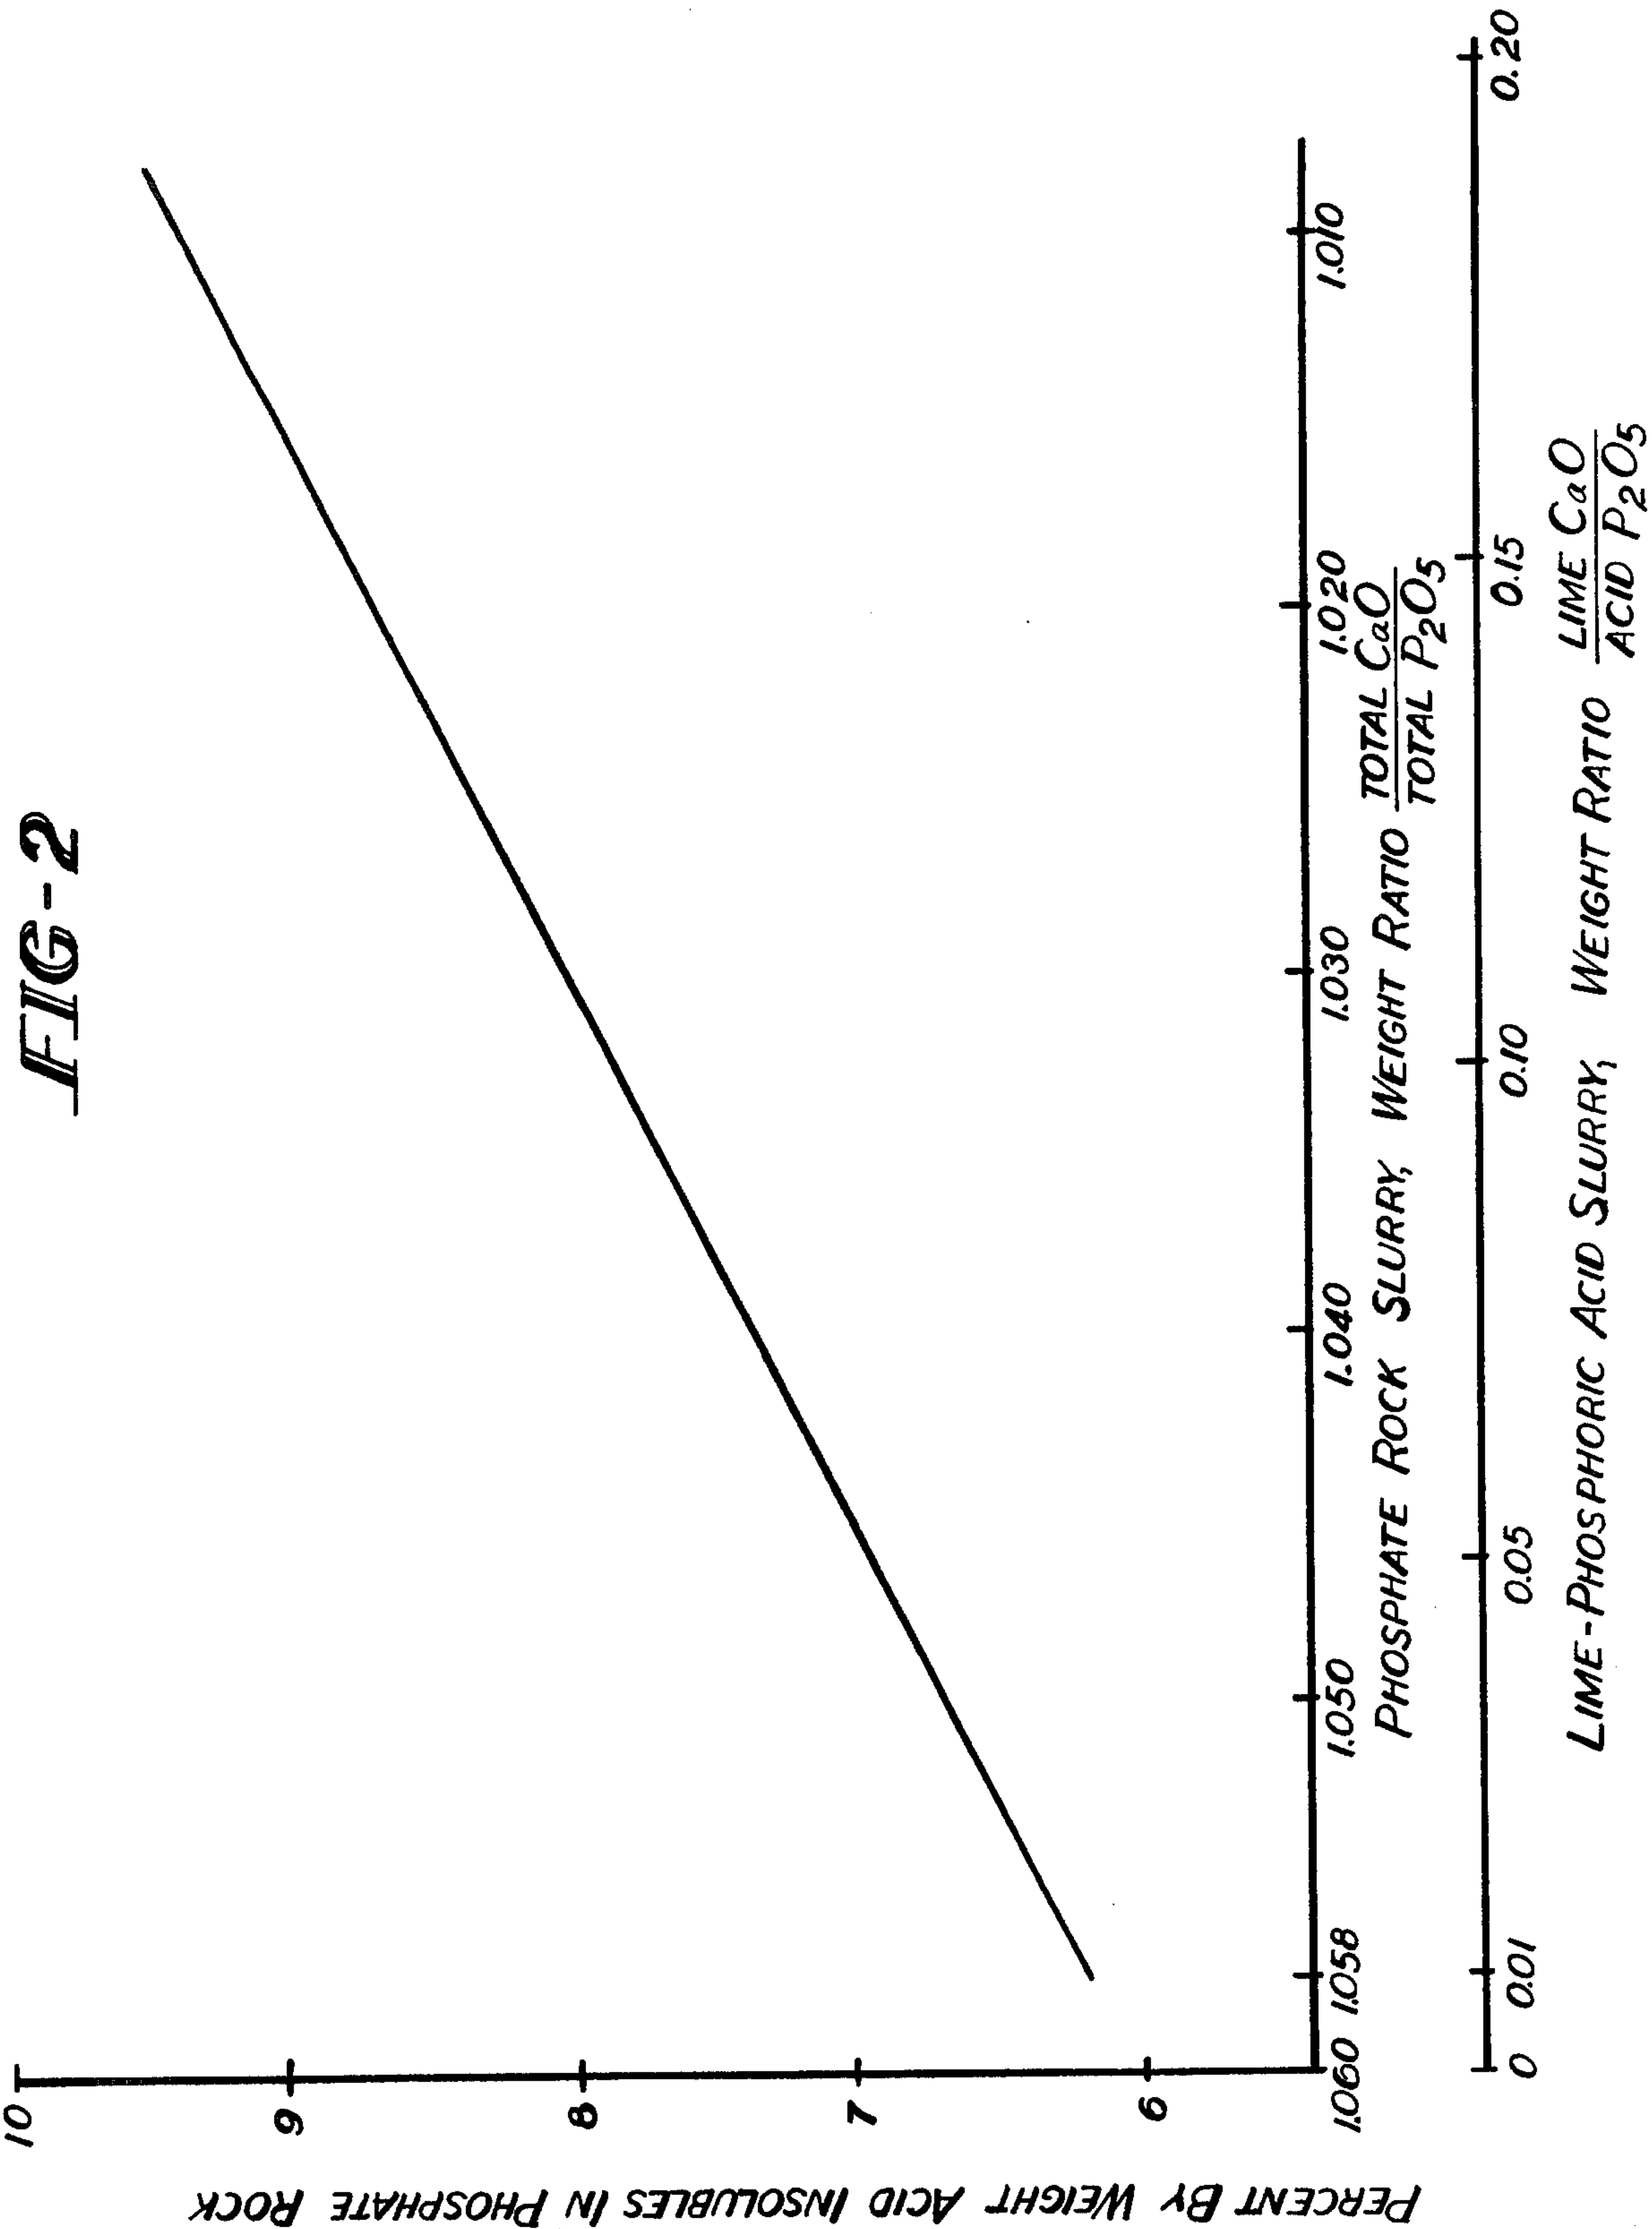 FIG-2
PERCENT BY WEIGHT ACID INSOLUBLES IN PHOSPHATE ROCK
10
9
8
7
6
1.060 1.058 1.050 1.040 1.030 1.020 1.010
PHOSPHATE ROCK SLURRY, WEIGHT RATIO TOTAL CaO
TOTAL P2O5
0 0.01 0.05 0.10 0.15 0.20
LIME-PHOSPHORIC ACID SLURRY, WEIGHT RATIO LIME CaO
ACID P2O5